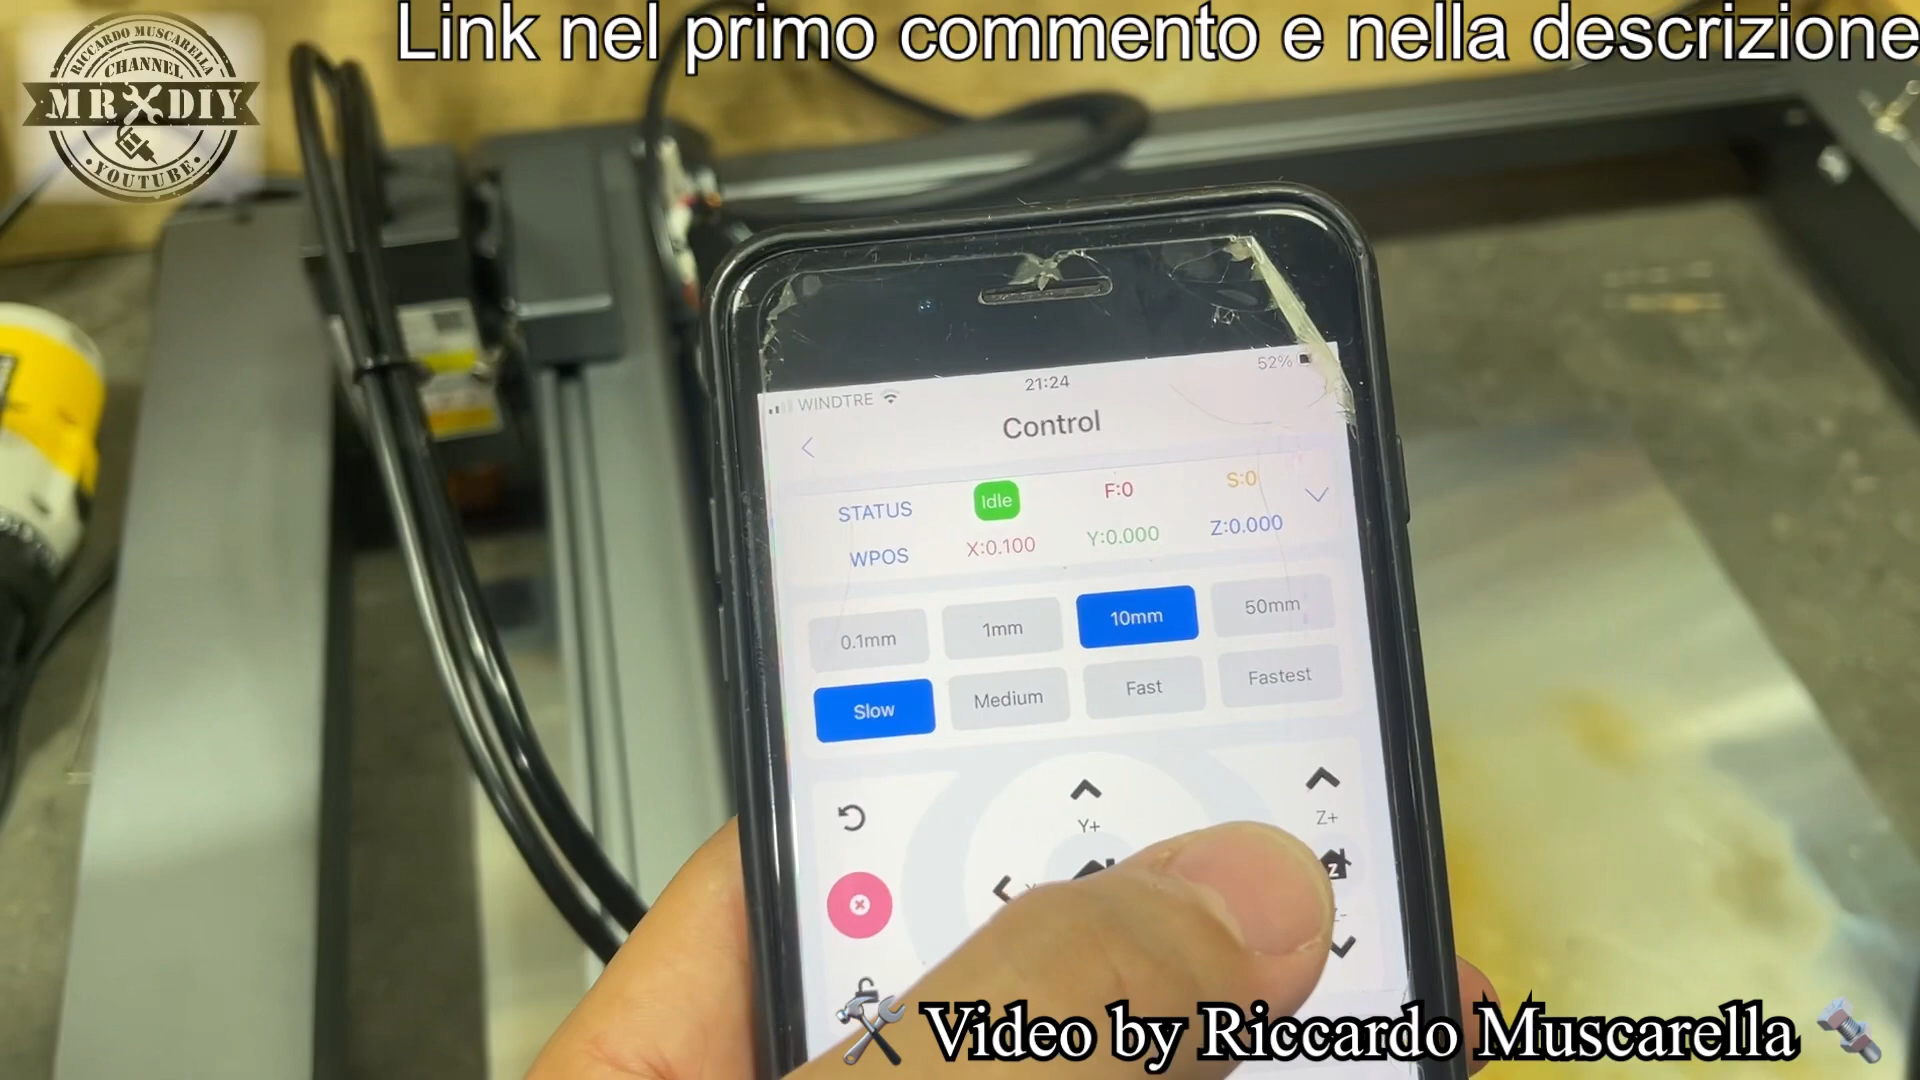 Link nel primo commento e nella descrizione
RICCARDO MUSCARELLA
CHANNEL
MR DIY
YOUTUBE
WINDTRE
21:24
52%
Control
STATUS
Idle
F:0
S:0
WPOS
X:0.100
Y:0.000
Z:0.000
0.1mm
1mm
10mm
50mm
Slow
Medium
Fast
Fastest
Y+
Z+
Z
Video by Riccardo Muscarella